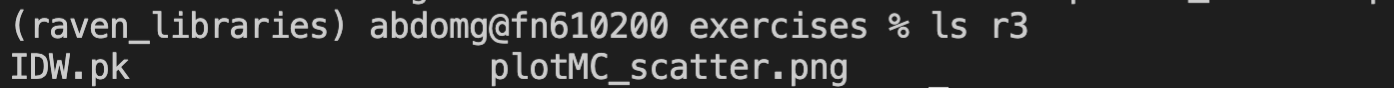 (raven_libraries) abdomg@fn610200 exercises % ls r3
IDW.pk plotMC_scatter.png